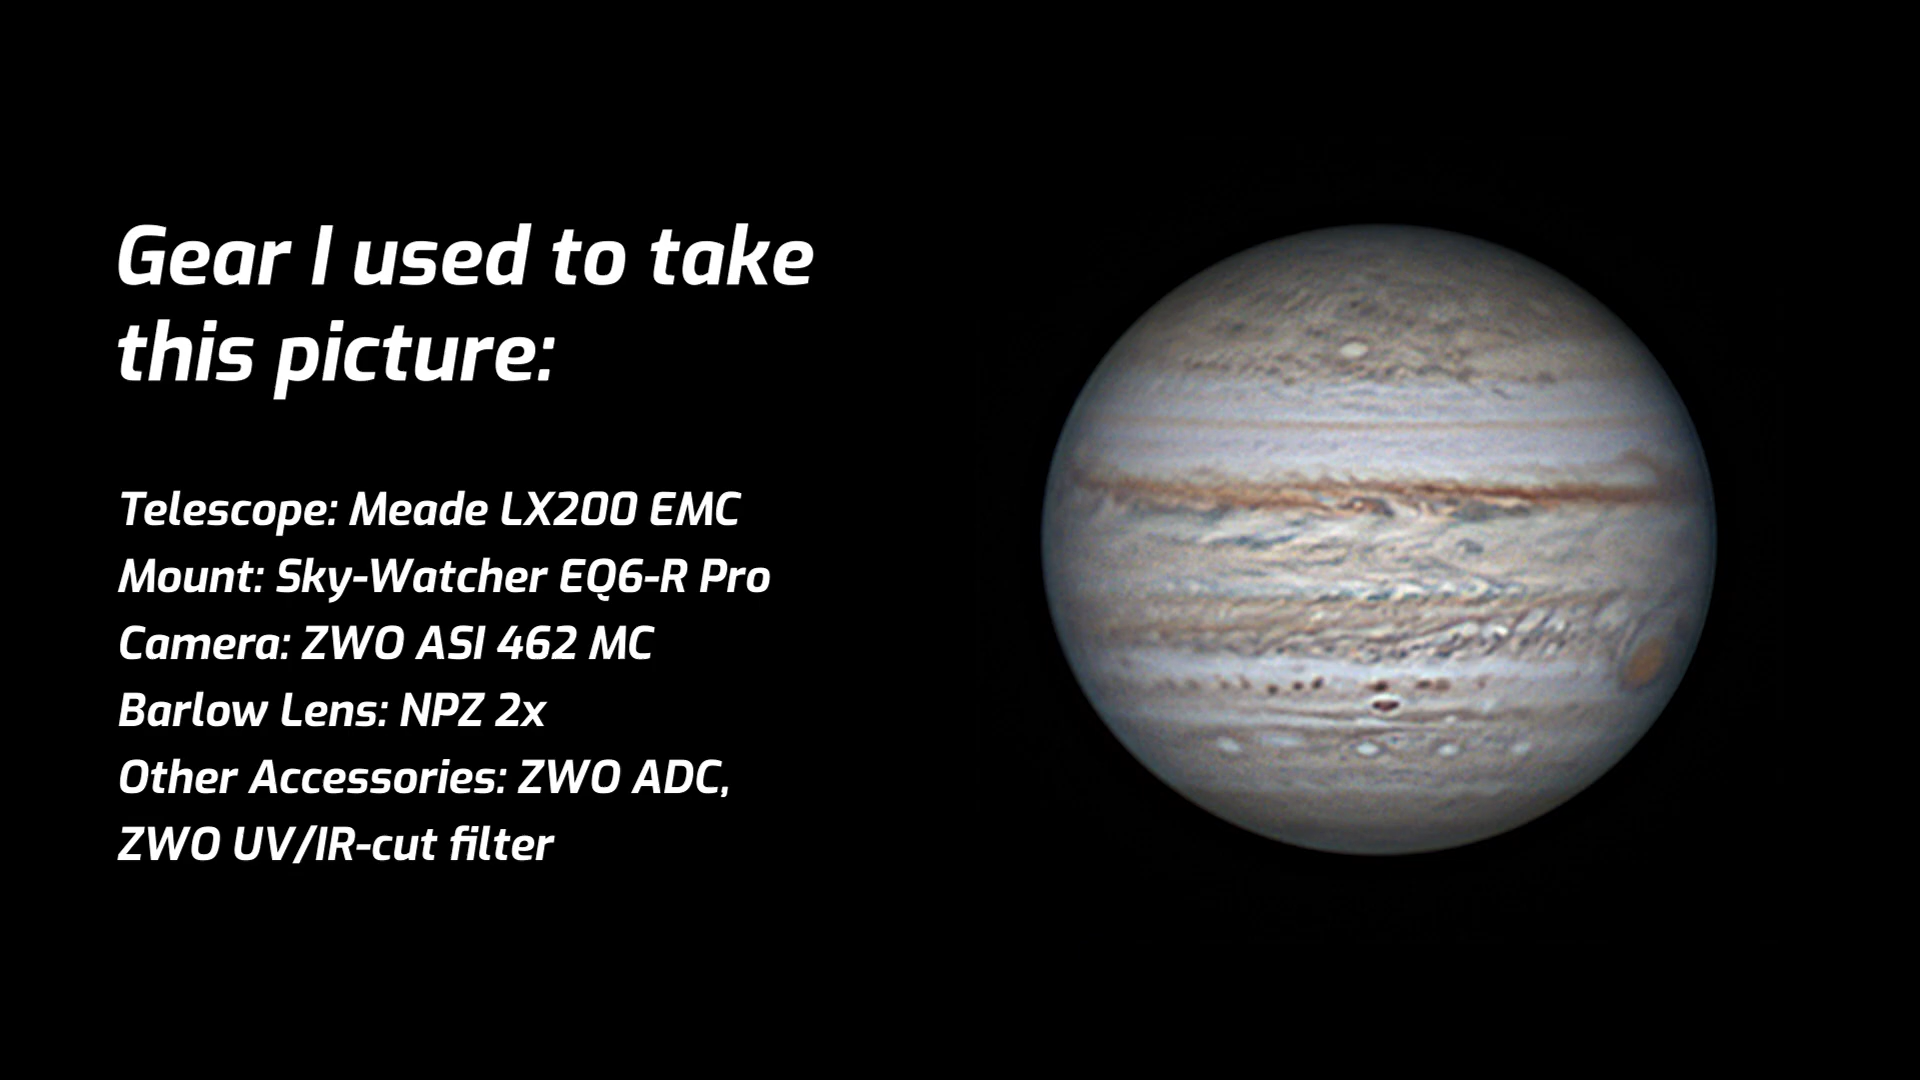 Gear I used to take
this picture:
Telescope: Meade LX200 EMC
Mount: Sky-Watcher EQ6-R Pro
Camera: ZWO ASI 462 MC
Barlow Lens: NPZ 2x
Other Accessories: ZWO ADC,
ZWO UV/IR-cut filter